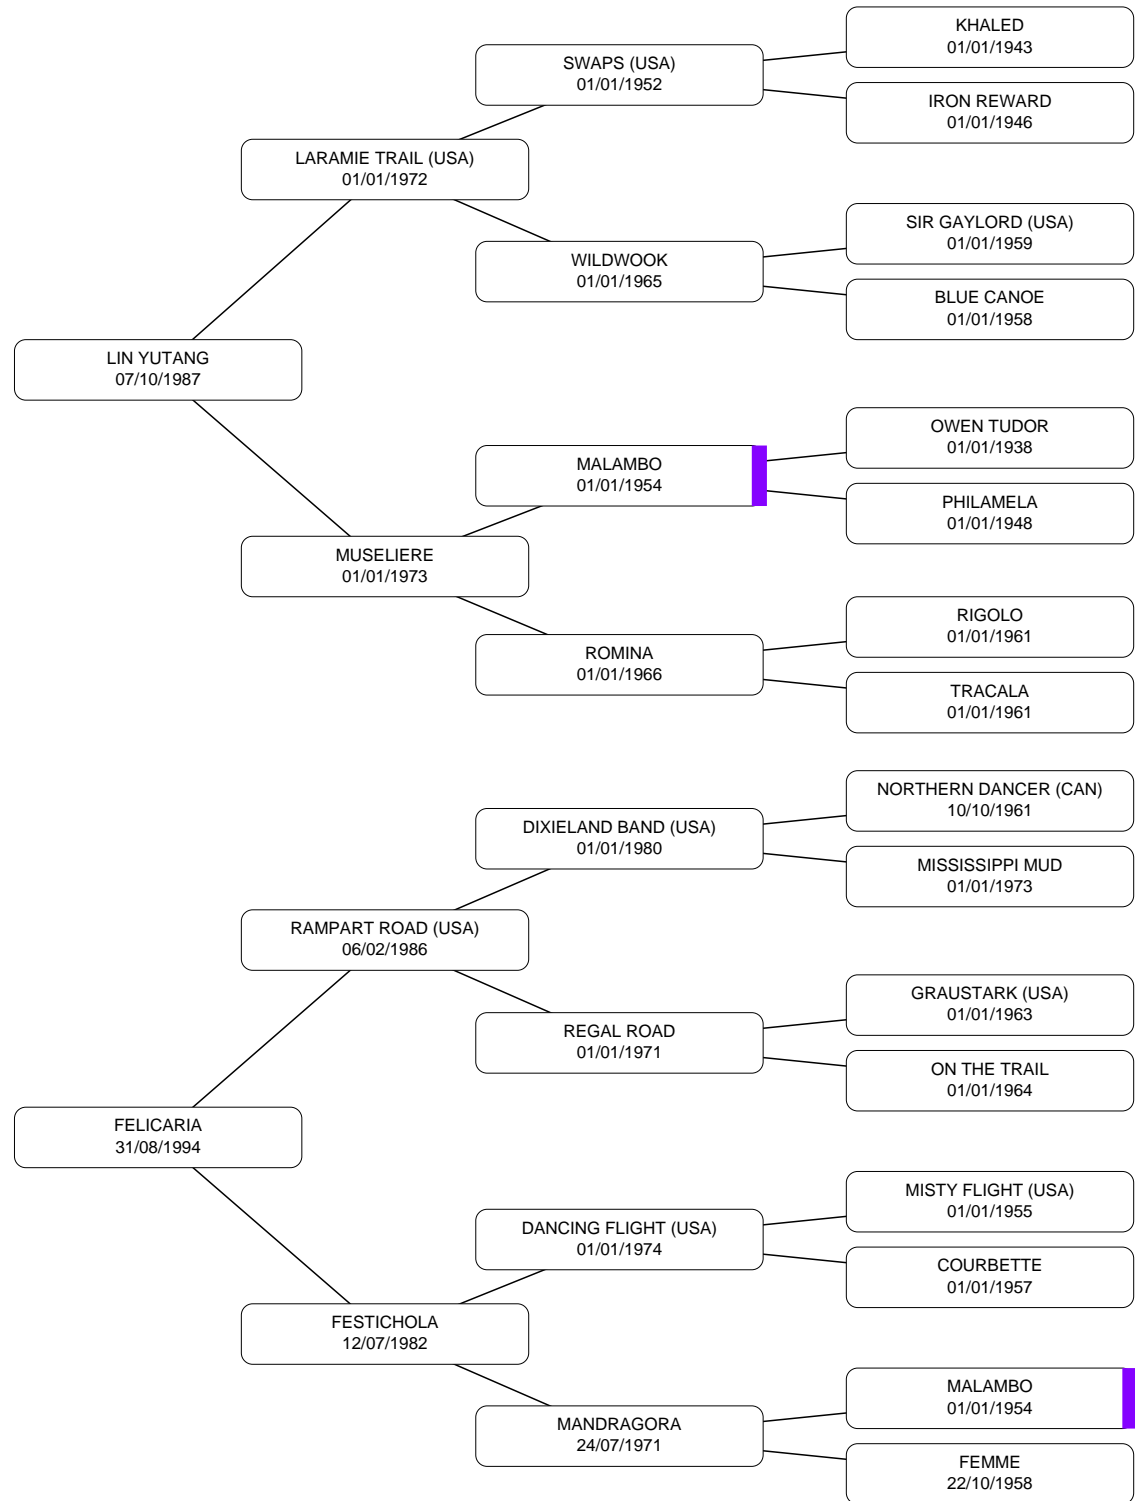 KHALED
01/01/1943
SWAPS (USA)
01/01/1952
IRON REWARD
01/01/1946
LARAMIE TRAIL (USA)
01/01/1972
SIR GAYLORD (USA)
01/01/1959
WILDWOOK
01/01/1965
BLUE CANOE
01/01/1958
LIN YUTANG
07/10/1987
OWEN TUDOR
01/01/1938
MALAMBO
01/01/1954
PHILAMELA
01/01/1948
MUSELIERE
01/01/1973
RIGOLO
01/01/1961
ROMINA
01/01/1966
TRACALA
01/01/1961
NORTHERN DANCER (CAN)
10/10/1961
DIXIELAND BAND (USA)
01/01/1980
MISSISSIPPI MUD
01/01/1973
RAMPART ROAD (USA)
06/02/1986
GRAUSTARK (USA)
01/01/1963
REGAL ROAD
01/01/1971
ON THE TRAIL
01/01/1964
FELICARIA
31/08/1994
MISTY FLIGHT (USA)
01/01/1955
DANCING FLIGHT (USA)
01/01/1974
COURBETTE
01/01/1957
FESTICHOLA
12/07/1982
MALAMBO
01/01/1954
MANDRAGORA
24/07/1971
FEMME
22/10/1958